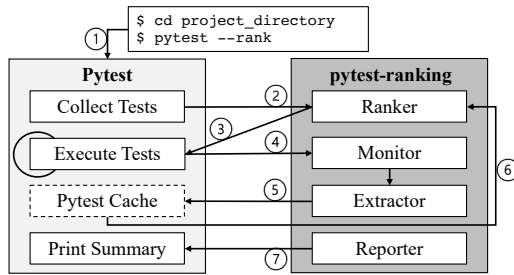 $ cd project_directory
$ pytest --rank
1
Pytest
pytest-ranking
Collect Tests
2
Ranker
3
Execute Tests
4
Monitor
6
Pytest Cache
5
Extractor
Print Summary
7
Reporter